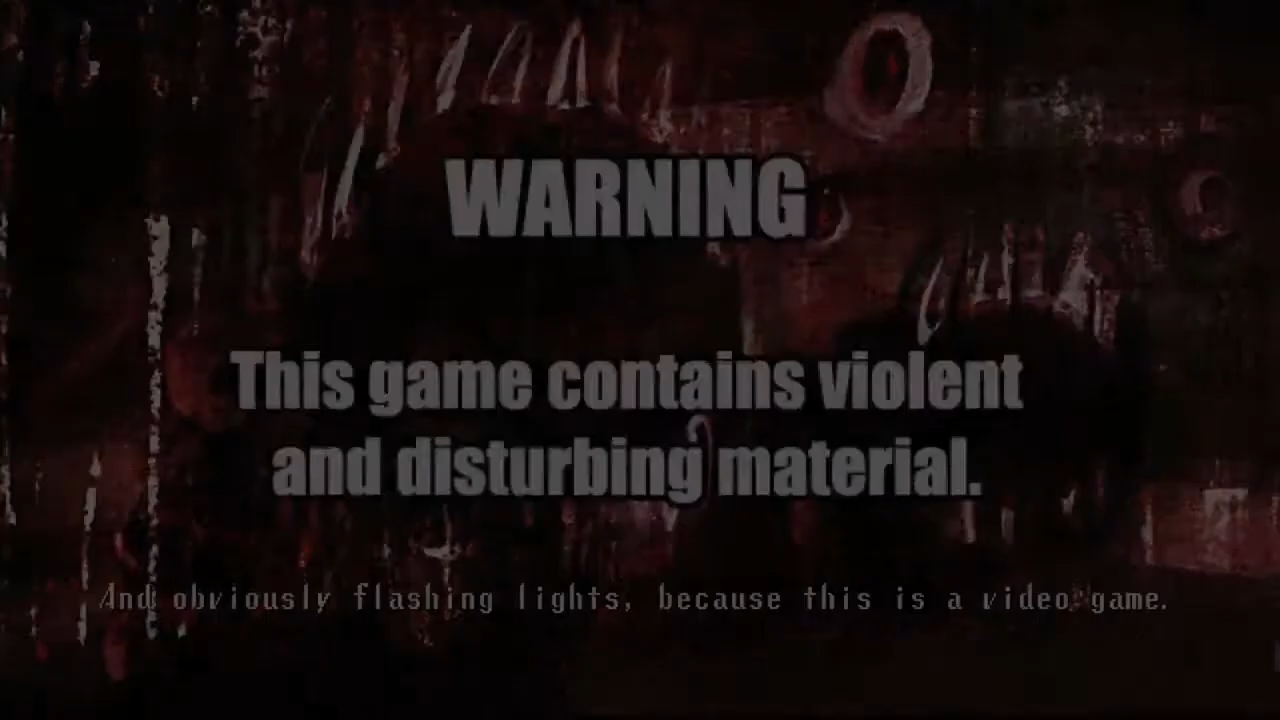 WARNING
This game contains violent
and disturbing material.
And obviously flashing lights, because this is a video game.